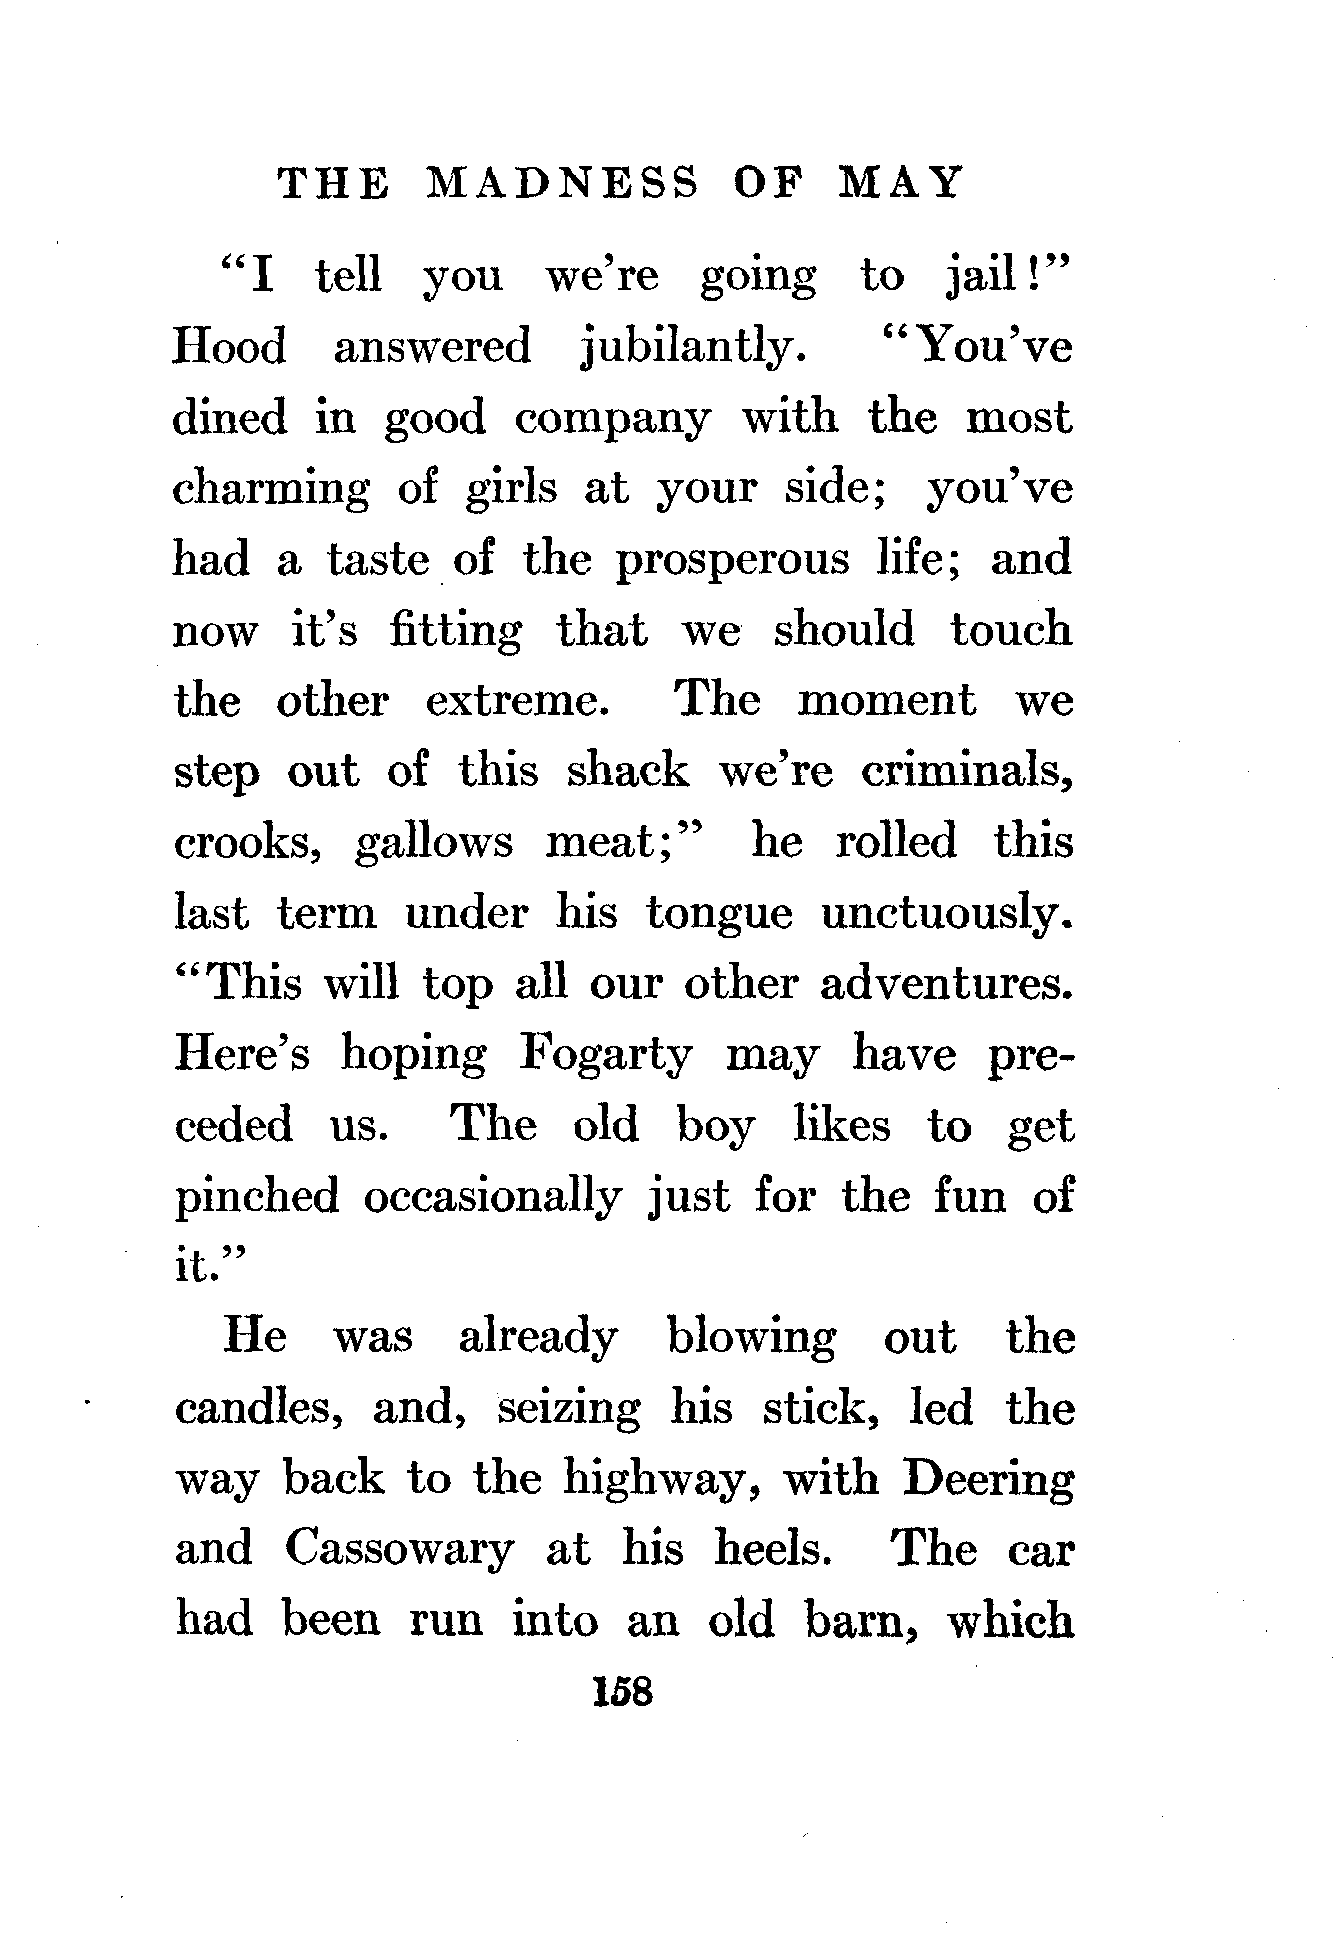 THE MADNESS OF MAY
“I tell you we’re going to jail!”
Hood answered jubilantly. “You’ve
dined in good company with the most
charming of girls at your side; you’ve
had a taste of the prosperous life; and
now it’s fitting that we should touch
the other extreme. The moment we
step out of this shack we’re criminals,
crooks, gallows meat;” he rolled this
last term under his tongue unctuously.
“This will top all our other adventures.
Here’s hoping Fogarty may have pre-
ceded us. The old boy likes to get
pinched occasionally just for the fun of
it.”
He was already blowing out the
candles, and, seizing his stick, led the
way back to the highway, with Deering
and Cassowary at his heels. The car
had been run into an old barn, which
158